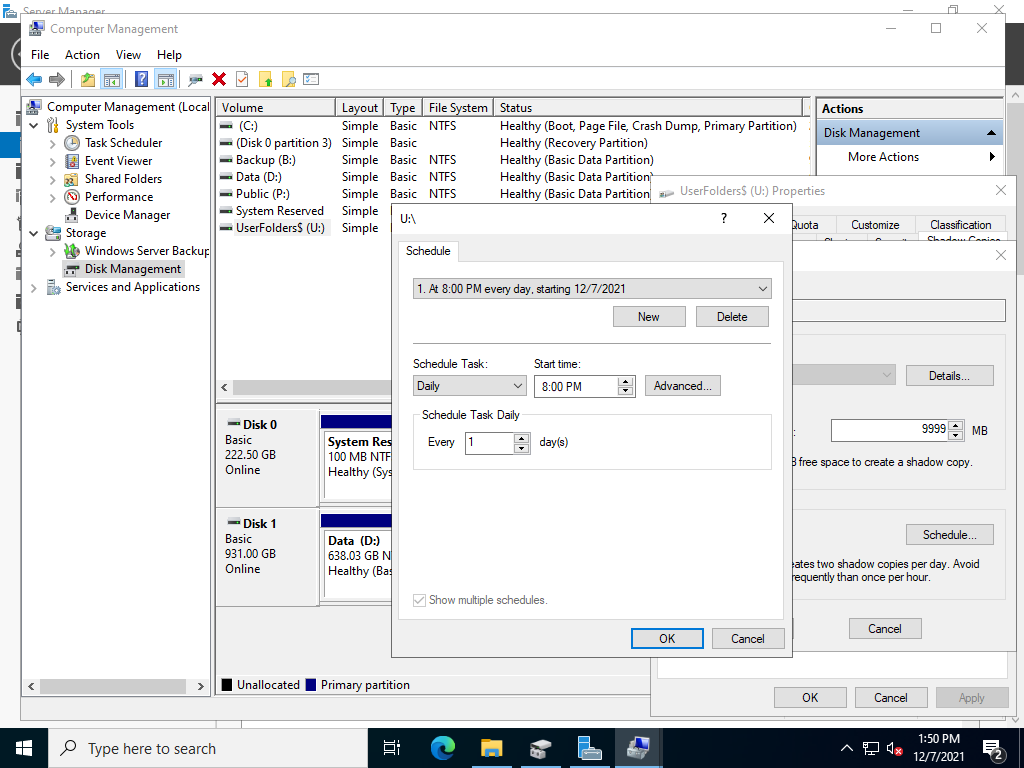 Server Manager
Computer Management
File Action View Help
Computer Management (Local
System Tools
Task Scheduler
Event Viewer
Shared Folders
Performance
Device Manager
Storage
Windows Server Backup
Disk Management
Services and Applications
Volume Layout Type File System Status
(C:) Simple Basic NTFS Healthy (Boot, Page File, Crash Dump, Primary Partition)
(Disk 0 partition 3) Simple Basic Healthy (Recovery Partition)
Backup (B:) Simple Basic NTFS Healthy (Basic Data Partition)
Data (D:) Simple Basic NTFS Healthy (Basic Data Partition)
Public (P:) Simple Basic NTFS Healthy (Basic Data Partition)
System Reserved Simple
UserFolders$ (U:) Simple
Actions
Disk Management
More Actions
UserFolders$ (U:) Properties
Quota Customize Classification
Shadow Copies
U:\
?
Schedule
1. At 8:00 PM every day, starting 12/7/2021
New Delete
Schedule Task: Start time:
Daily 8:00 PM Advanced...
Schedule Task Daily
Every 1 day(s)
Show multiple schedules.
OK Cancel
Details...
: 9999 MB
free space to create a shadow copy.
Schedule...
eates two shadow copies per day. Avoid
requently than once per hour.
Cancel
OK Cancel Apply
Disk 0
Basic
222.50 GB
Online
System Res
100 MB NTF
Healthy (Sys
Disk 1
Basic
931.00 GB
Online
Data (D:)
638.03 GB N
Healthy (Bas
Unallocated Primary partition
Type here to search
1:50 PM
12/7/2021
2